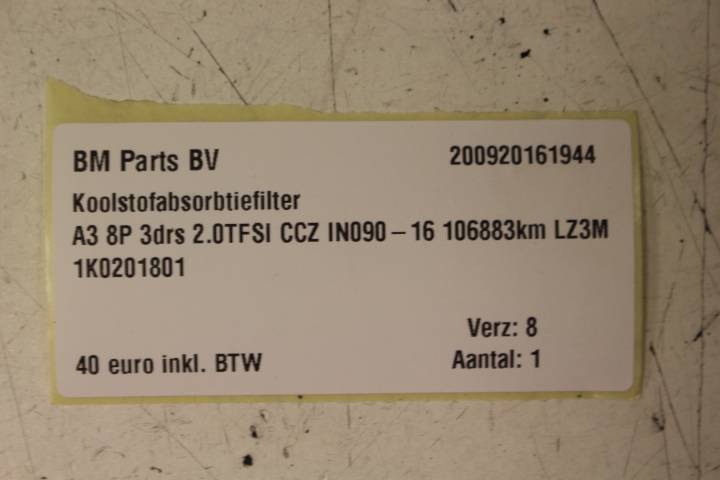 BM Parts BV 200920161944
Koolstofabsorbtiefilter
A3 8P 3drs 2.0TFSI CCZ IN090-16 106883km LZ3M
1K0201801
Verz: 8
40 euro inkl. BTW Aantal: 1